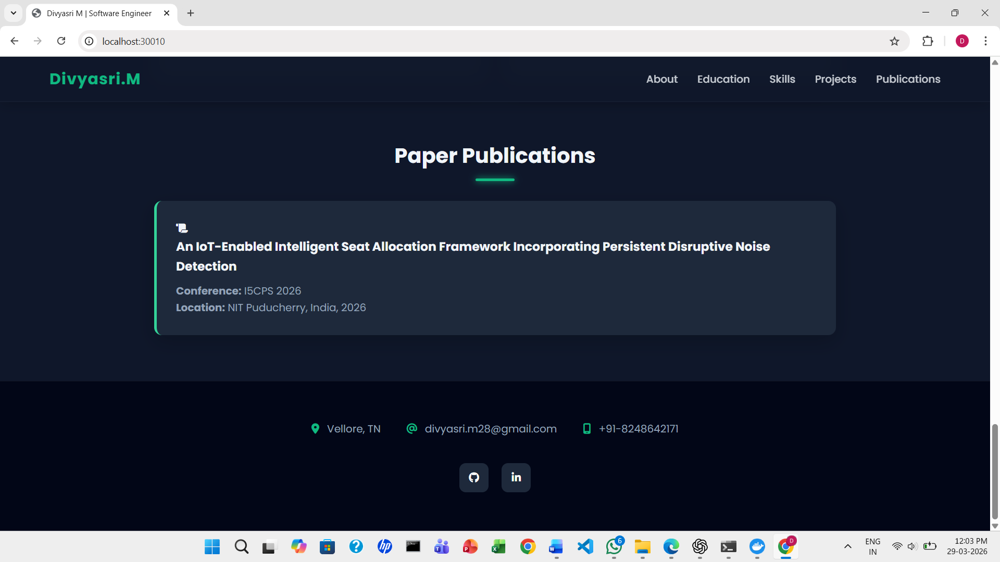 Divyasri M | Software Engineer
localhost:30010
D
Divyasri.M
About Education Skills Projects Publications
Paper Publications
An IoT-Enabled Intelligent Seat Allocation Framework Incorporating Persistent Disruptive Noise
Detection
Conference: I5CPS 2026
Location: NIT Puducherry, India, 2026
Vellore, TN divyasri.m28@gmail.com +91-8248642171
in
6
D
ENG
IN
12:03 PM
29-03-2026